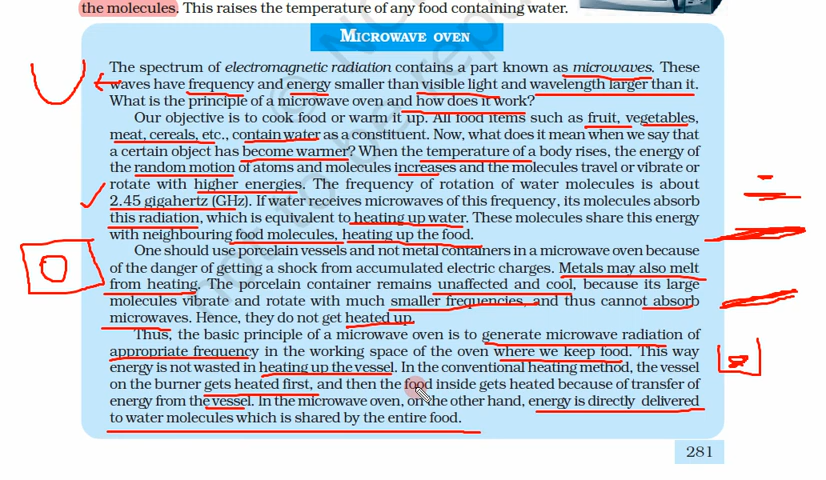 the molecules. This raises the temperature of any food containing water.
MICROWAVE OVEN
The spectrum of electromagnetic radiation contains a part known as microwaves. These
waves have frequency and energy smaller than visible light and wavelength larger than it.
What is the principle of a microwave oven and how does it work?
Our objective is to cook food or warm it up. All food items such as fruit, vegetables,
meat, cereals, etc., contain water as a constituent. Now, what does it mean when we say that
a certain object has become warmer? When the temperature of a body rises, the energy of
the random motion of atoms and molecules increases and the molecules travel or vibrate or
rotate with higher energies. The frequency of rotation of water molecules is about
2.45 gigahertz (GHz). If water receives microwaves of this frequency, its molecules absorb
this radiation, which is equivalent to heating up water. These molecules share this energy
with neighbouring food molecules, heating up the food.
One should use porcelain vessels and not metal containers in a microwave oven because
of the danger of getting a shock from accumulated electric charges. Metals may also melt
from heating. The porcelain container remains unaffected and cool, because its large
molecules vibrate and rotate with much smaller frequencies, and thus cannot absorb
microwaves. Hence, they do not get heated up.
Thus, the basic principle of a microwave oven is to generate microwave radiation of
appropriate frequency in the working space of the oven where we keep food. This way
energy is not wasted in heating up the vessel. In the conventional heating method, the vessel
on the burner gets heated first, and then the food inside gets heated because of transfer of
energy from the vessel. In the microwave oven, on the other hand, energy is directly delivered
to water molecules which is shared by the entire food.
281